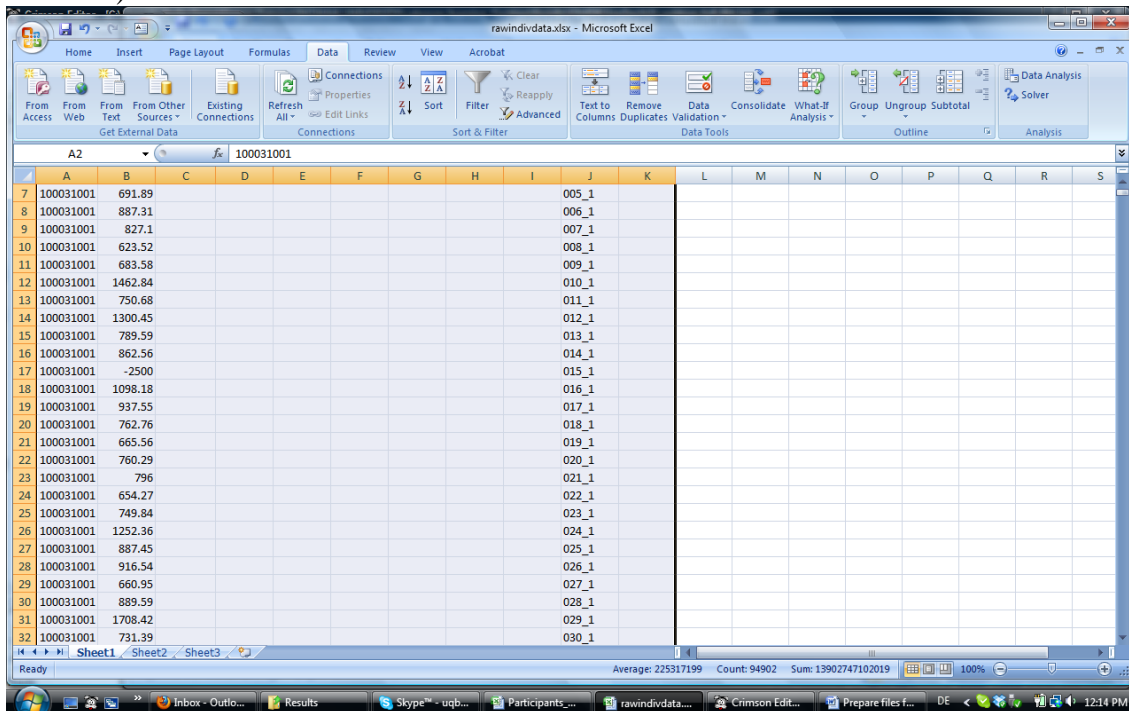 rawindivdata.xlsx - Microsoft Excel
Home Insert Page Layout Formulas Data Review View Acrobat
From Access From Web From Text From Other Sources Existing Connections Refresh All Connections Properties Edit Links Sort Filter Clear Reapply Advanced Text to Columns Remove Duplicates Data Validation Consolidate What-If Analysis Group Ungroup Subtotal Data Analysis Solver
Get External Data Connections Sort & Filter Data Tools Outline Analysis
A2 fx 100031001
A B C D E F G H I J K L M N O P Q R S
7 100031001 691.89 005_1
8 100031001 887.31 006_1
9 100031001 827.1 007_1
10 100031001 623.52 008_1
11 100031001 683.58 009_1
12 100031001 1462.84 010_1
13 100031001 750.68 011_1
14 100031001 1300.45 012_1
15 100031001 789.59 013_1
16 100031001 862.56 014_1
17 100031001 -2500 015_1
18 100031001 1098.18 016_1
19 100031001 937.55 017_1
20 100031001 762.76 018_1
21 100031001 665.56 019_1
22 100031001 760.29 020_1
23 100031001 796 021_1
24 100031001 654.27 022_1
25 100031001 749.84 023_1
26 100031001 1252.36 024_1
27 100031001 887.45 025_1
28 100031001 916.54 026_1
29 100031001 660.95 027_1
30 100031001 889.59 028_1
31 100031001 1708.42 029_1
32 100031001 731.39 030_1
Sheet1 Sheet2 Sheet3
Ready Average: 225317199 Count: 94902 Sum: 13902747102019 100%
Inbox - Outlo... Results Skype™ - uqb... Participants_... rawindivdata.... Crimson Edit... Prepare files f... DE 12:14 PM